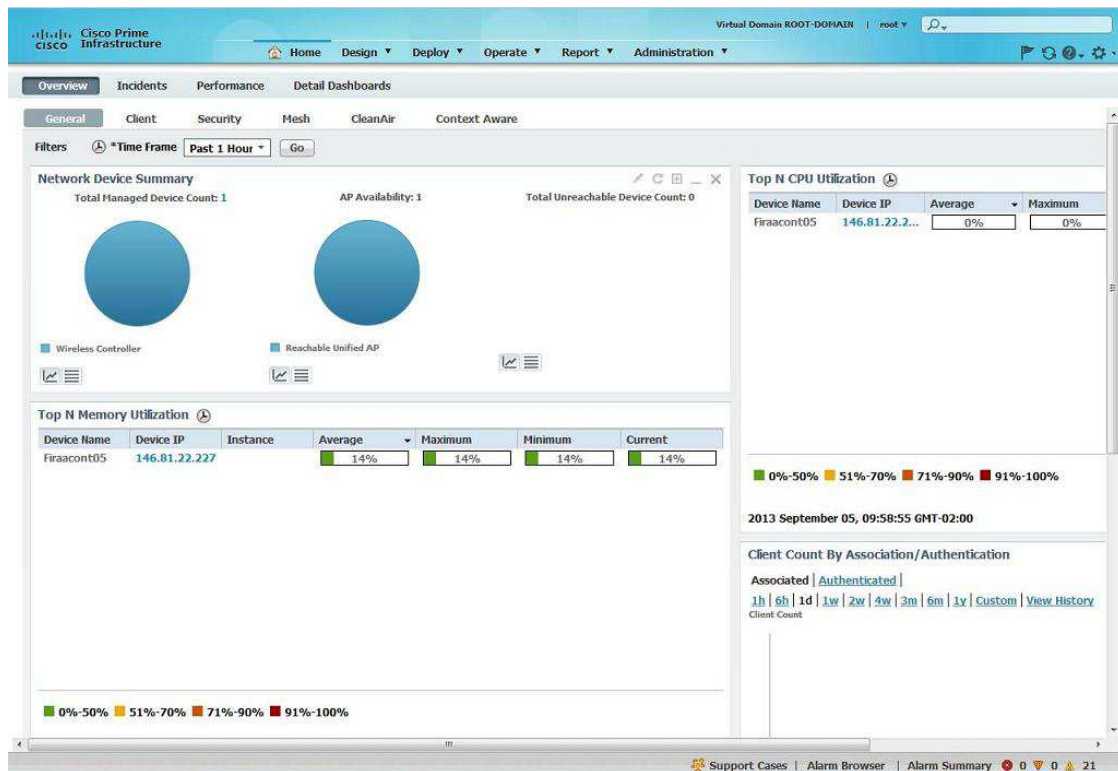 Virtual Domain ROOT-DOMAIN | root
cisco Cisco Prime Infrastructure
Home Design Deploy Operate Report Administration
Overview Incidents Performance Detail Dashboards
General Client Security Mesh CleanAir Context Aware
Filters *Time Frame Past 1 Hour Go
Network Device Summary
Total Managed Device Count: 1 AP Availability: 1 Total Unreachable Device Count: 0
Wireless Controller Reachable Unified AP
Top N Memory Utilization
Device Name Device IP Instance Average Maximum Minimum Current
Firaacont05 146.81.22.227 14% 14% 14% 14%
0%-50% 51%-70% 71%-90% 91%-100%
Top N CPU Utilization
Device Name Device IP Average Maximum
Firaacont05 146.81.22.2... 0% 0%
0%-50% 51%-70% 71%-90% 91%-100%
2013 September 05, 09:58:55 GMT-02:00
Client Count By Association/Authentication
Associated | Authenticated |
1h | 6h | 1d | 1w | 2w | 4w | 3m | 6m | 1y | Custom | View History
Client Count
Support Cases | Alarm Browser | Alarm Summary 0 0 21